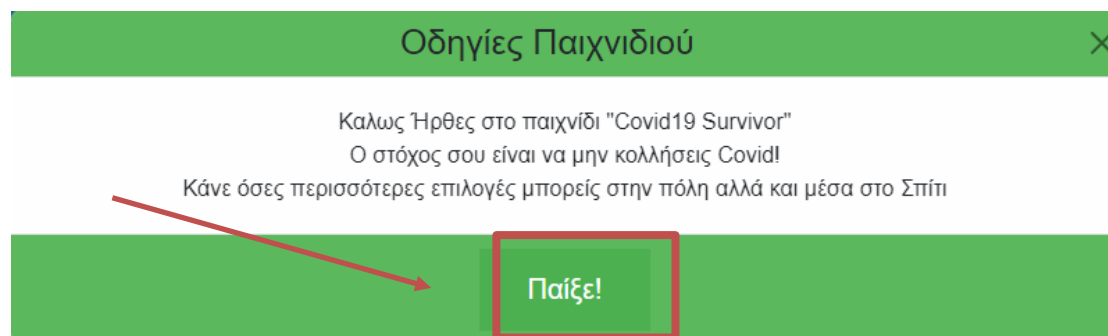 Οδηγίες Παιχνιδιού
Καλως Ήρθες στο παιχνίδι "Covid19 Survivor"
Ο στόχος σου είναι να μην κολλήσεις Covid!
Κάνε όσες περισσότερες επιλογές μπορείς στην πόλη αλλά και μέσα στο Σπίτι
Παίξε!